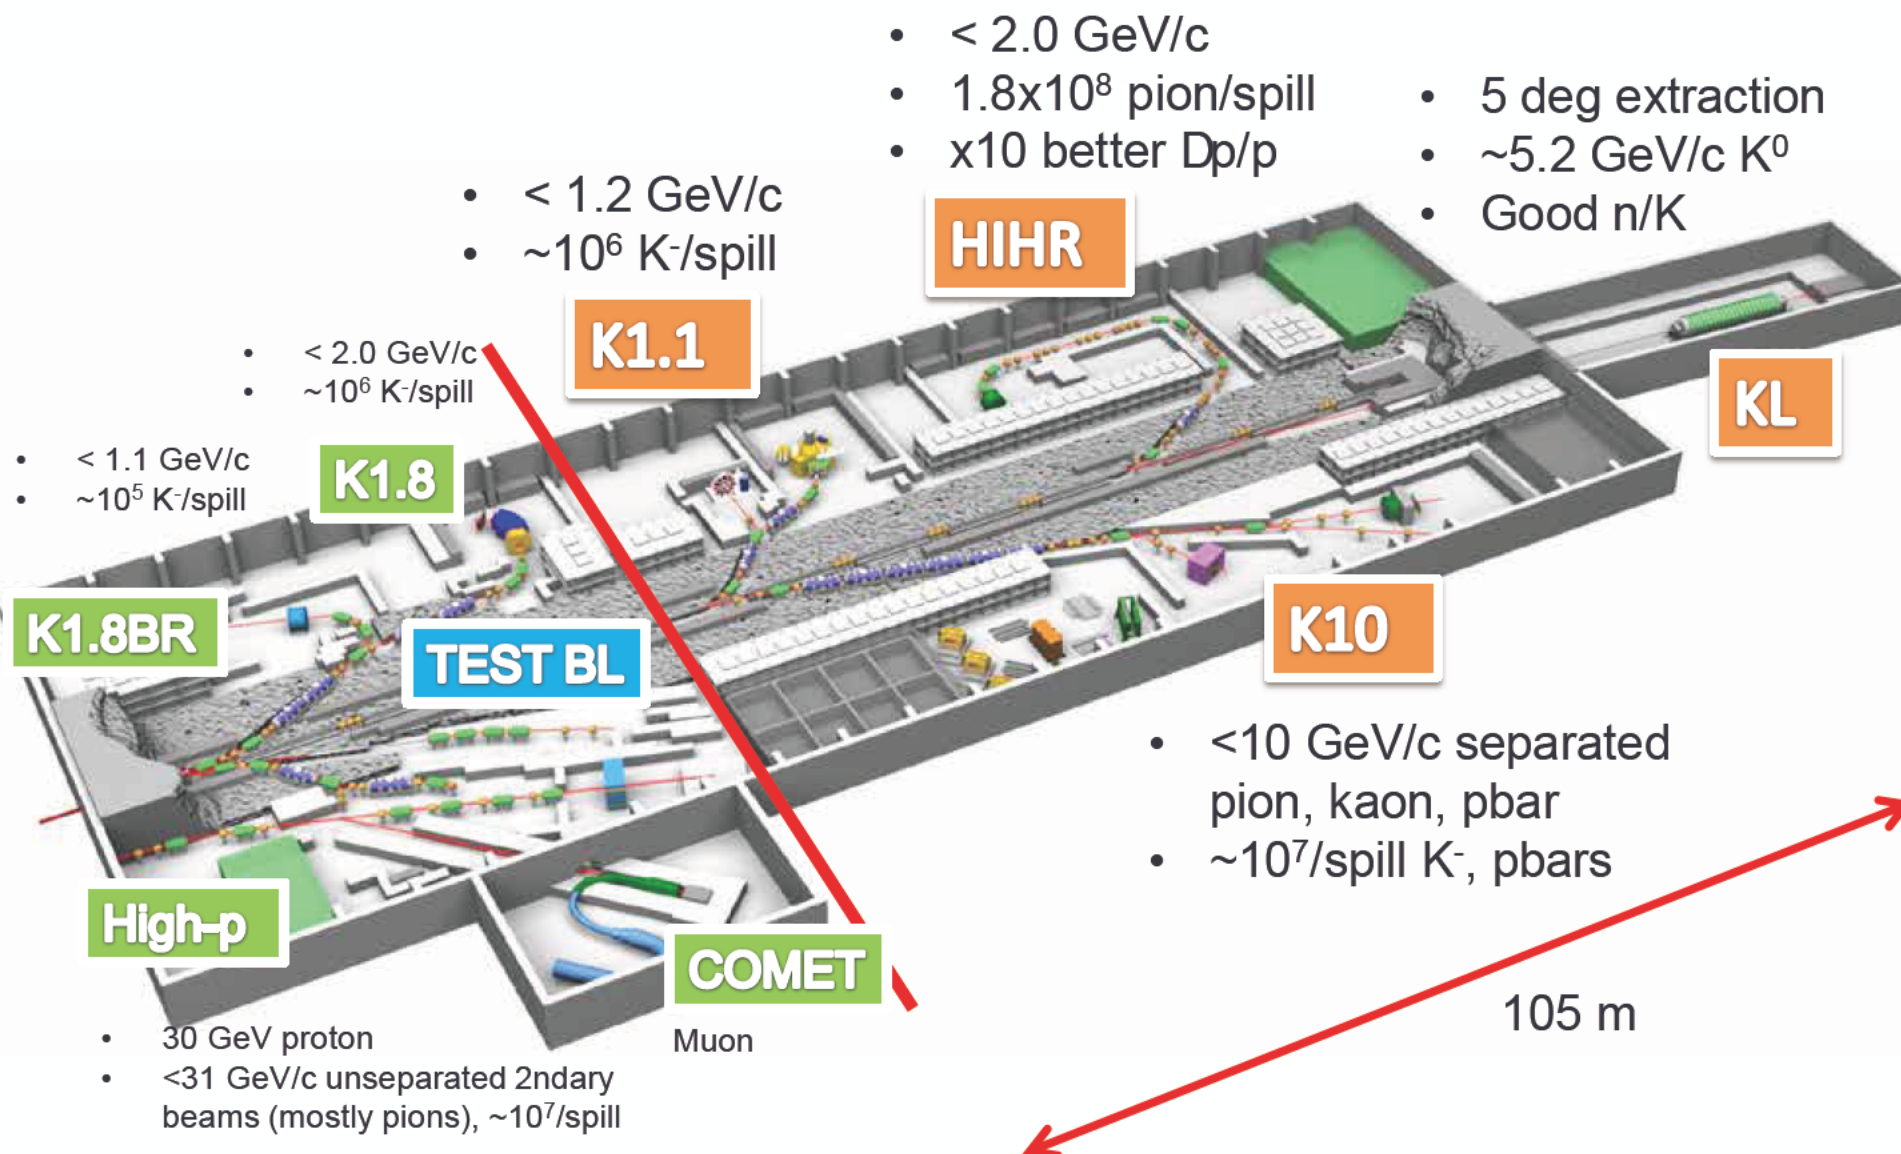 • < 2.0 GeV/c
• 1.8x10⁸ pion/spill
• x10 better Dp/p
HIHR
• 5 deg extraction
• ~5.2 GeV/c K⁰
• Good n/K
KL
• < 1.2 GeV/c
• ~10⁶ K⁻/spill
K1.1
• < 2.0 GeV/c
• ~10⁶ K⁻/spill
K1.8
• < 1.1 GeV/c
• ~10⁵ K⁻/spill
K1.8BR
TEST BL
K10
• <10 GeV/c separated
pion, kaon, pbar
• ~10⁷/spill K⁻, pbars
High-p
• 30 GeV proton
• <31 GeV/c unseparated 2ndary
beams (mostly pions), ~10⁷/spill
COMET
Muon
105 m